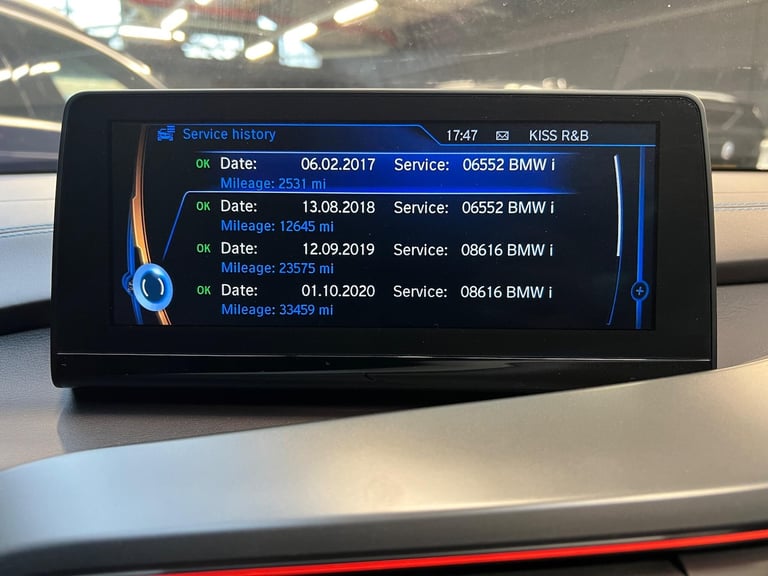 Service history 17:47 KISS R&B
OK Date: 06.02.2017 Service: 06552 BMW i
Mileage: 2531 mi
OK Date: 13.08.2018 Service: 06552 BMW i
Mileage: 12645 mi
OK Date: 12.09.2019 Service: 08616 BMW i
Mileage: 23575 mi
OK Date: 01.10.2020 Service: 08616 BMW i
Mileage: 33459 mi